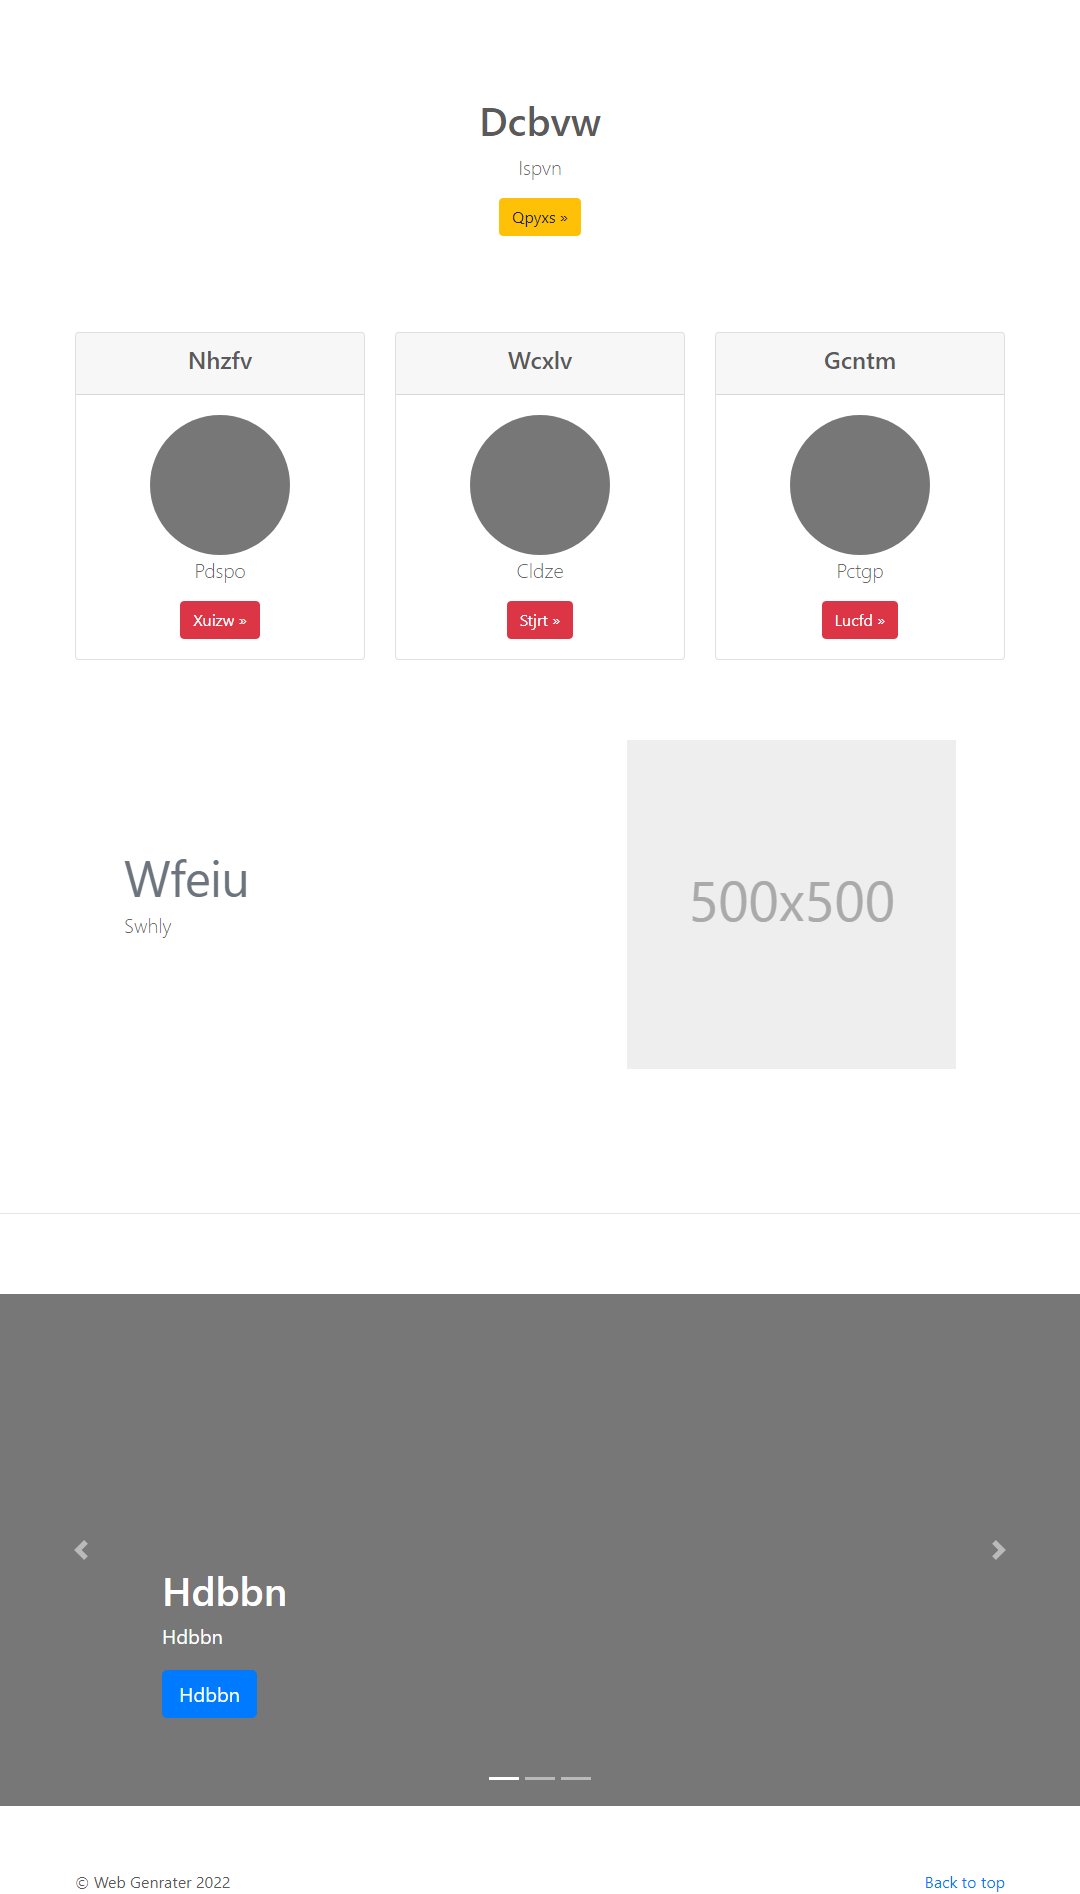 Dcbvw
Ispvn
Qpyxs »
Nhzfv
Pdspo
Xuizw »
Wcxlv
Cldze
Stjrt »
Gcntm
Pctgp
Lucfd »
Wfeiu
Swhly
500x500
Hdbbn
Hdbbn
Hdbbn
© Web Genrater 2022
Back to top